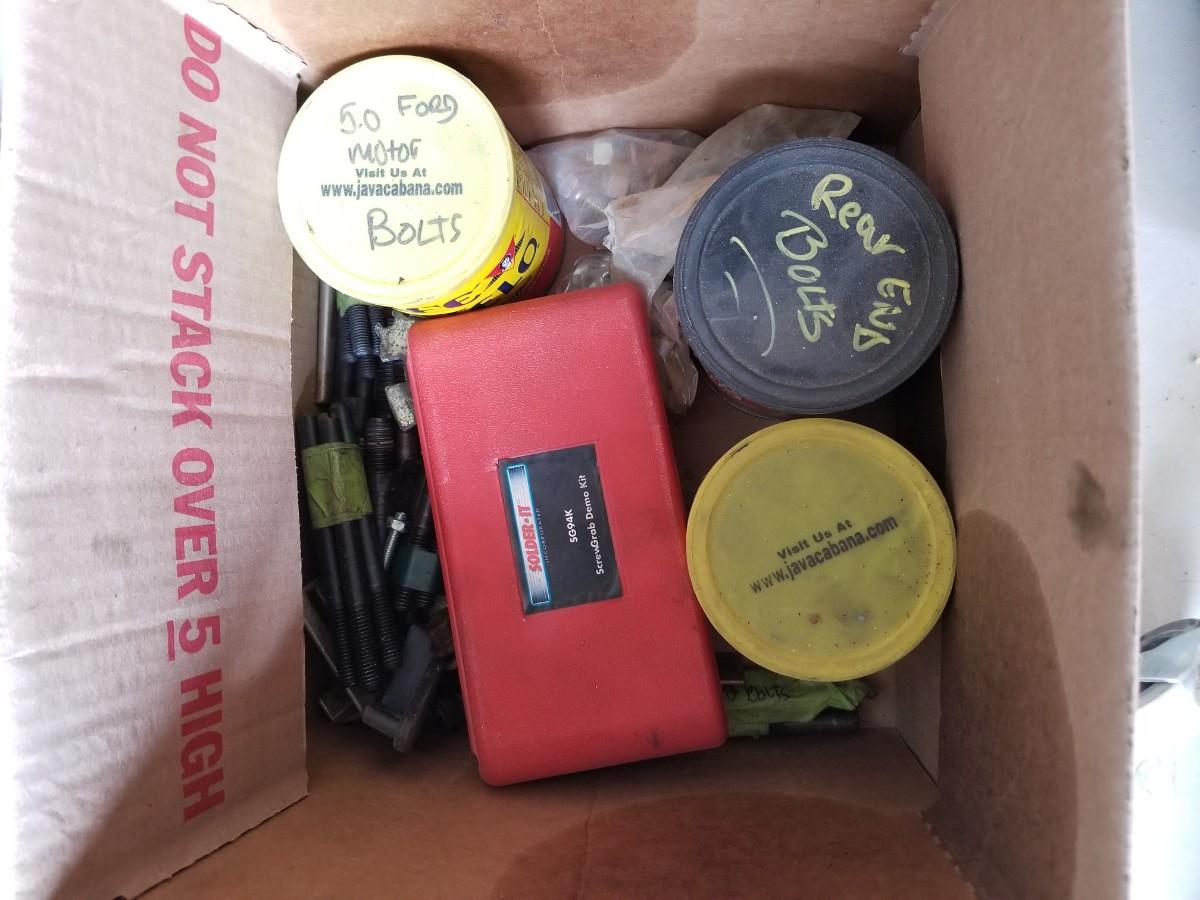 DO NOT STACK OVER 5 HIGH
5.0 FORD
motor
Visit Us At
www.javacabana.com
BOLTS
Rear END
BOLTS
SOLDER-IT
INCORPORATED
SG94K
ScrewGrab Demo Kit
Visit Us At
www.javacabana.com
BOLTS